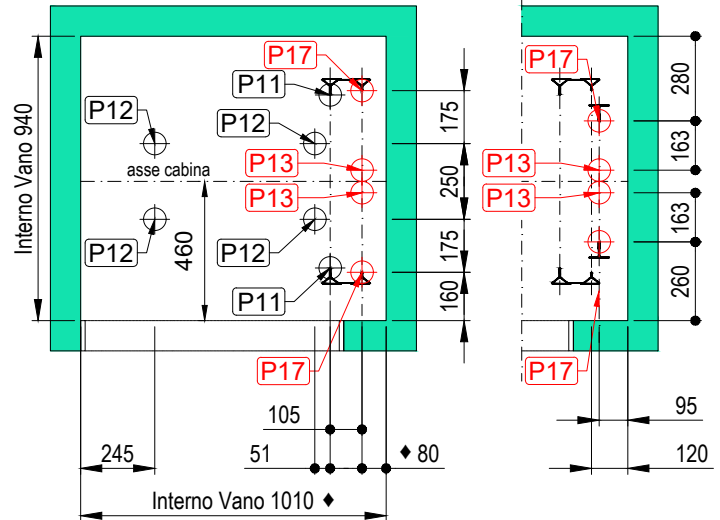 P17
P11
P12
P12
asse cabina
P13
P13
Interno Vano 940
460
P12
P12
P11
P17
175
250
175
160
105
245
51
♦ 80
Interno Vano 1010 ♦
P17
P13
P13
P17
280
163
163
260
95
120